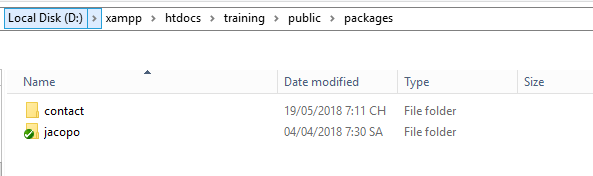 Local Disk (D:) > xampp > htdocs > training > public > packages
Name Date modified Type Size
contact 19/05/2018 7:11 CH File folder
jacopo 04/04/2018 7:30 SA File folder